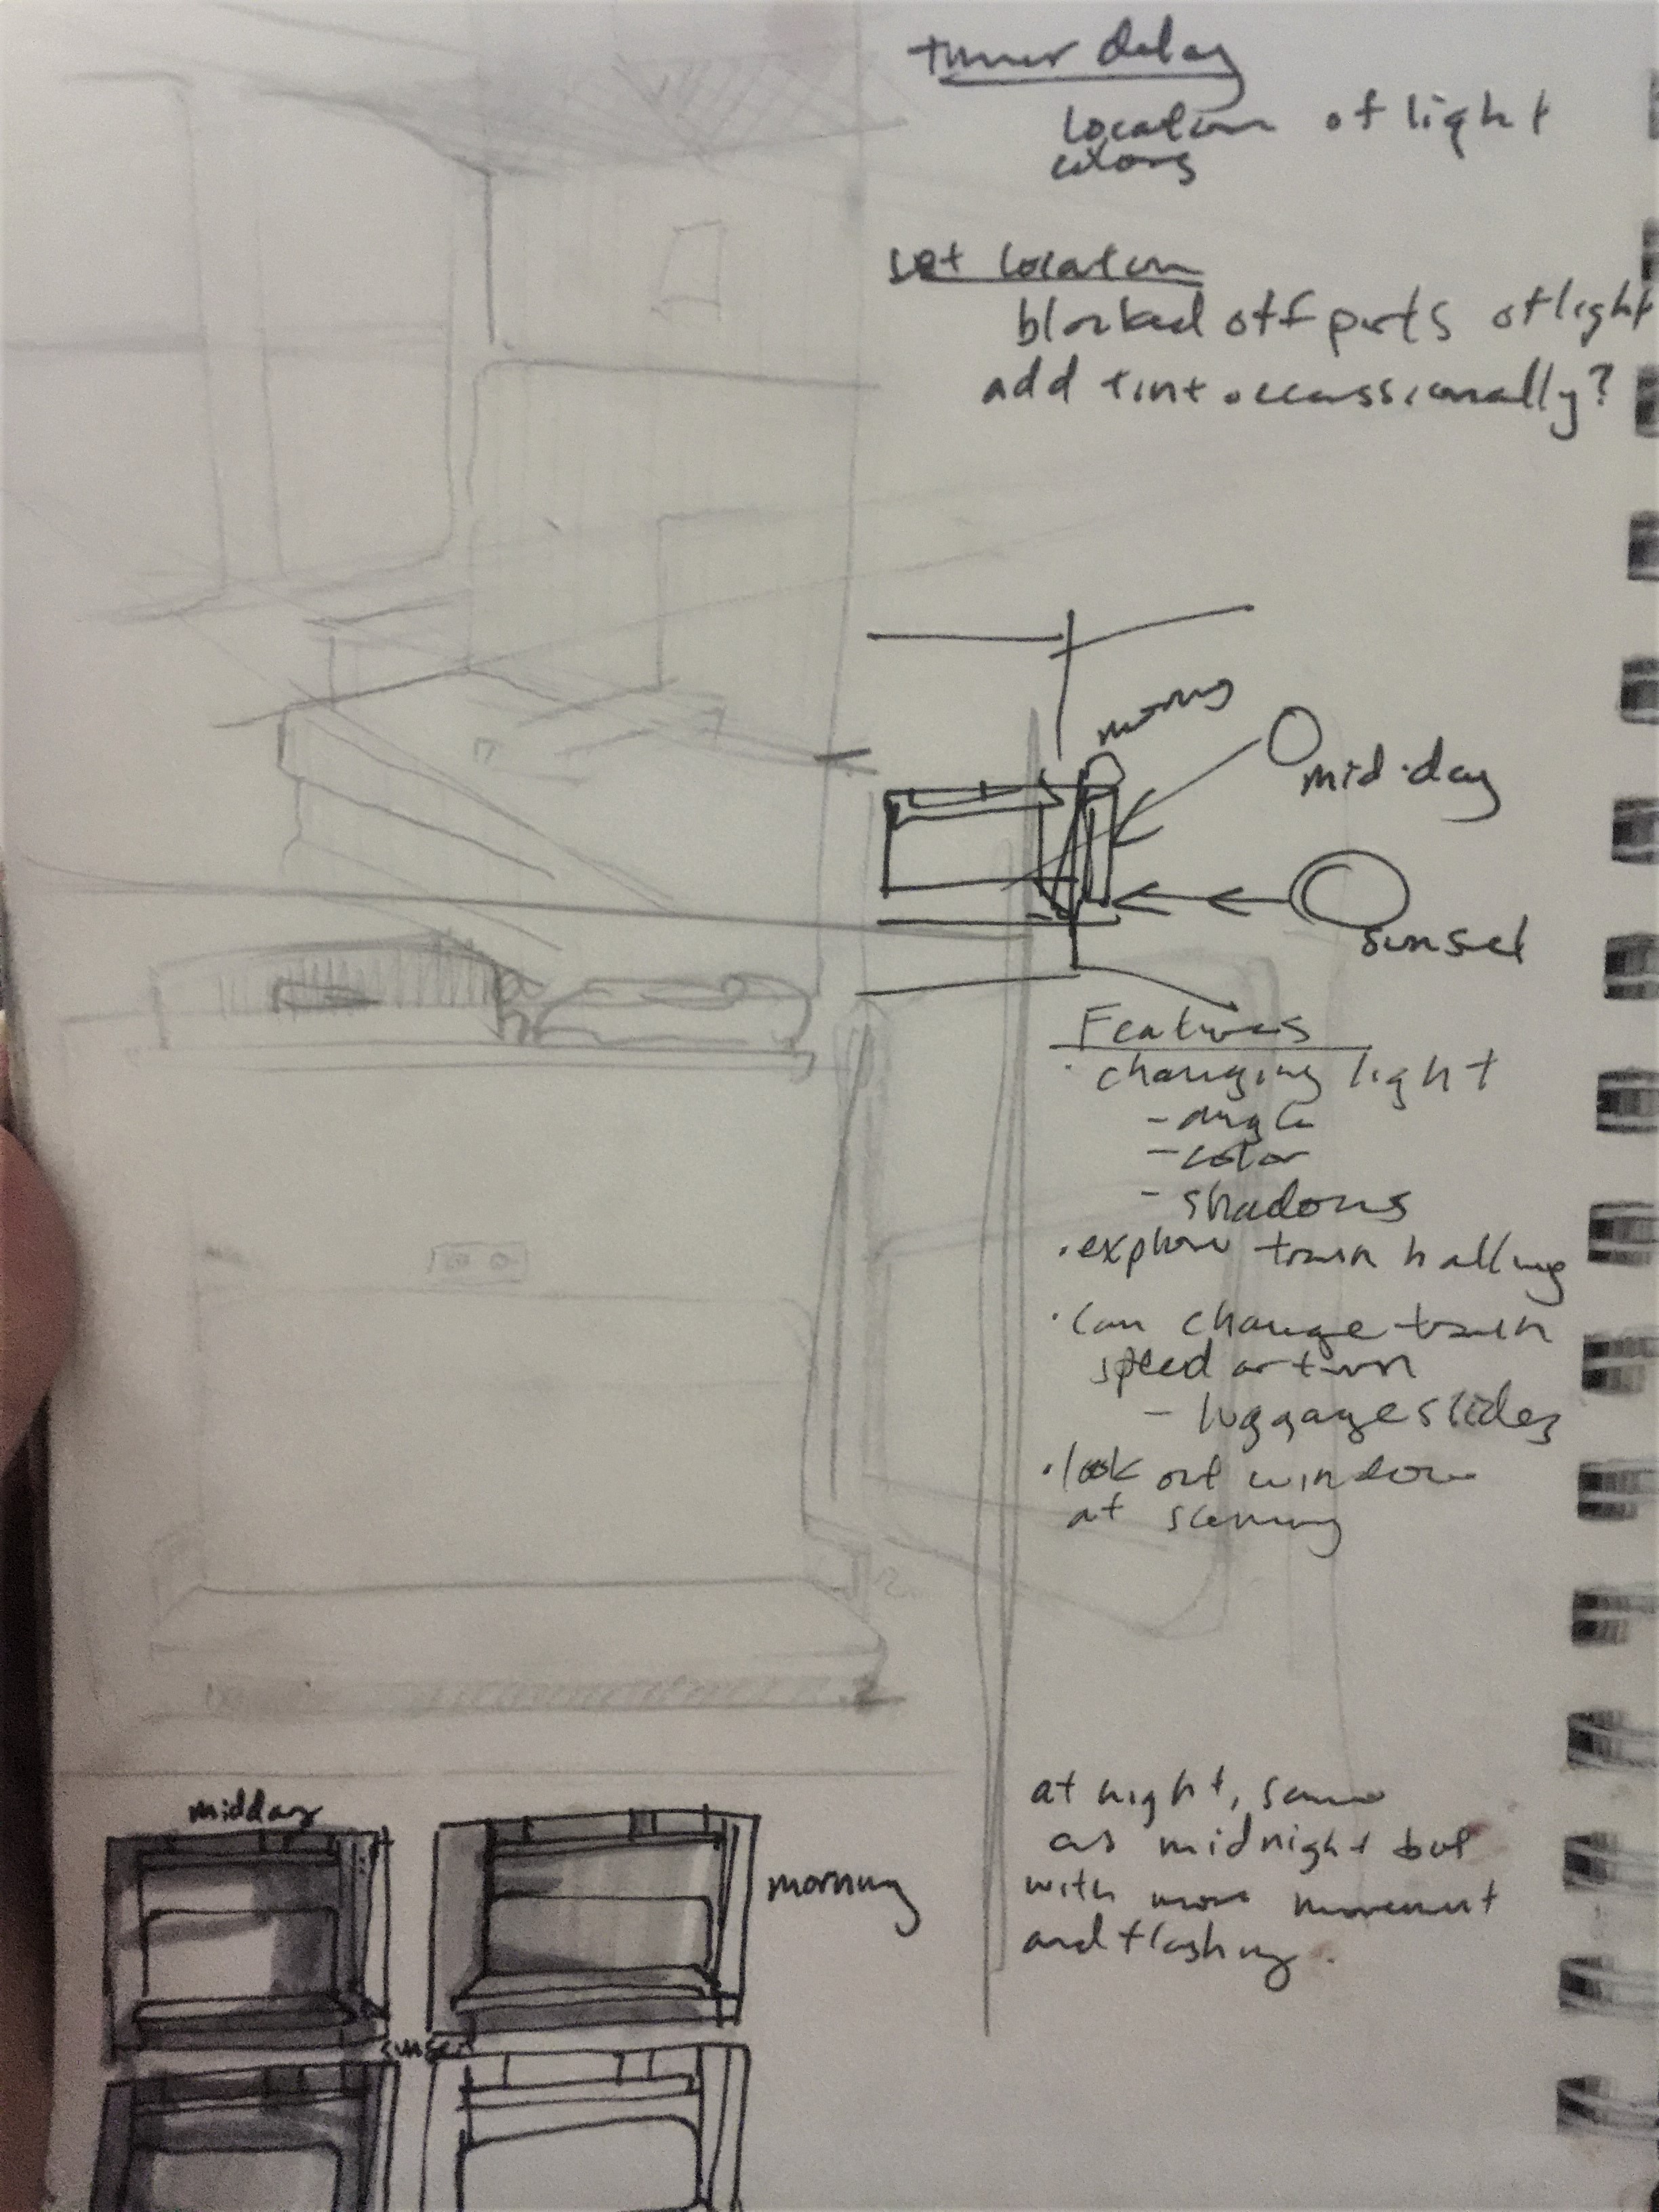 timer delay
location of light
colors
set location
blocked off parts of light
add tint occassionally?
morning
mid-day
sunset
Features
· changing light
- angle
- color
- shadows
· explore train hallway
· can change train
speed or turn
- luggage slides
· look out window
at scenery
at night, same
as midnight but
with more movement
and flashing.
midday
morning
sunset